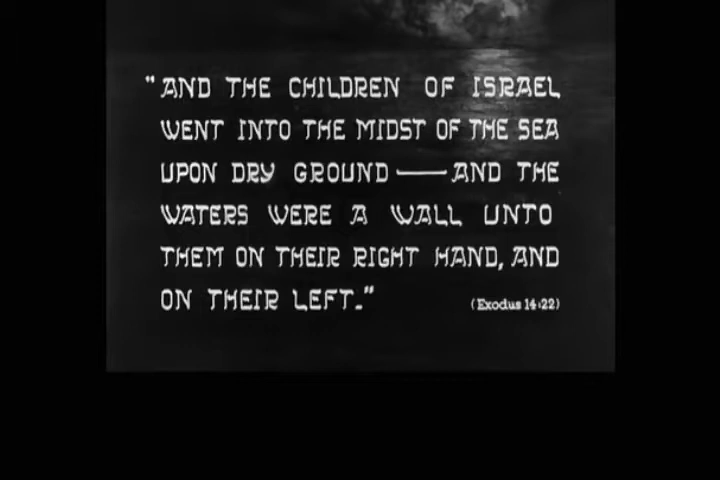 "AND THE CHILDREN OF ISRAEL
WENT INTO THE MIDST OF THE SEA
UPON DRY GROUND—AND THE
WATERS WERE A WALL UNTO
THEM ON THEIR RIGHT HAND, AND
ON THEIR LEFT."
(Exodus 14:22)